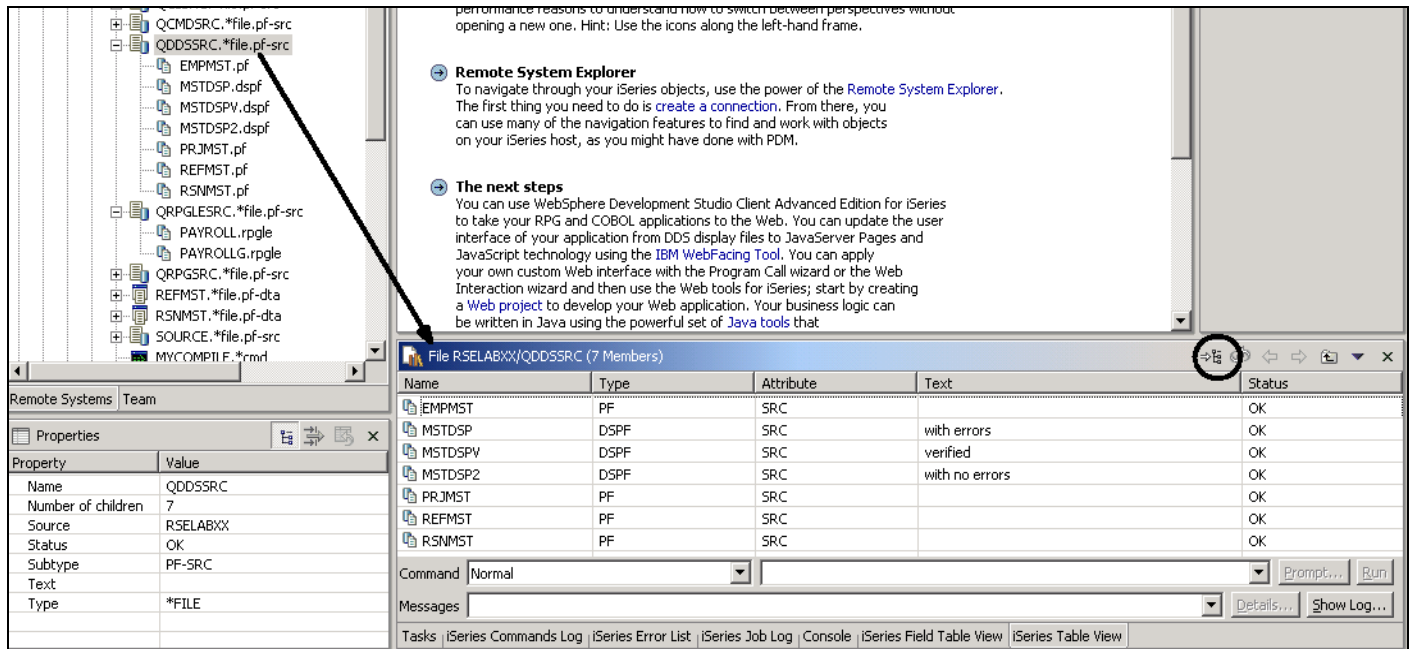 QCMDSRC.*file.pf-src
QDDSSRC.*file.pf-src
EMPMST.pf
MSTDSP.dspf
MSTDSPV.dspf
MSTDSP2.dspf
PRJMST.pf
REFMST.pf
RSNMST.pf
QRPGLESRC.*file.pf-src
PAYROLL.rpgle
PAYROLLG.rpgle
QRPGSRC.*file.pf-src
REFMST.*file.pf-dta
RSNMST.*file.pf-dta
SOURCE.*file.pf-src
MYCOMPILE.*cmd
Remote Systems Team
Properties
Property Value
Name QDDSSRC
Number of children 7
Source RSELABXX
Status OK
Subtype PF-SRC
Text
Type *FILE
performance reasons to understand how to switch between perspectives without
opening a new one. Hint: Use the icons along the left-hand frame.
Remote System Explorer
To navigate through your iSeries objects, use the power of the Remote System Explorer.
The first thing you need to do is create a connection. From there, you
can use many of the navigation features to find and work with objects
on your iSeries host, as you might have done with PDM.
The next steps
You can use WebSphere Development Studio Client Advanced Edition for iSeries
to take your RPG and COBOL applications to the Web. You can update the user
interface of your application from DDS display files to JavaServer Pages and
JavaScript technology using the IBM WebFacing Tool. You can apply
your own custom Web interface with the Program Call wizard or the Web
Interaction wizard and then use the Web tools for iSeries; start by creating
a Web project to develop your Web application. Your business logic can
be written in Java using the powerful set of Java tools that
File RSELABXX/QDDSSRC (7 Members)
Name Type Attribute Text Status
EMPMST PF SRC OK
MSTDSP DSPF SRC with errors OK
MSTDSPV DSPF SRC verified OK
MSTDSP2 DSPF SRC with no errors OK
PRJMST PF SRC OK
REFMST PF SRC OK
RSNMST PF SRC OK
Command Normal Prompt... Run
Messages Details... Show Log...
Tasks iSeries Commands Log iSeries Error List iSeries Job Log Console iSeries Field Table View iSeries Table View